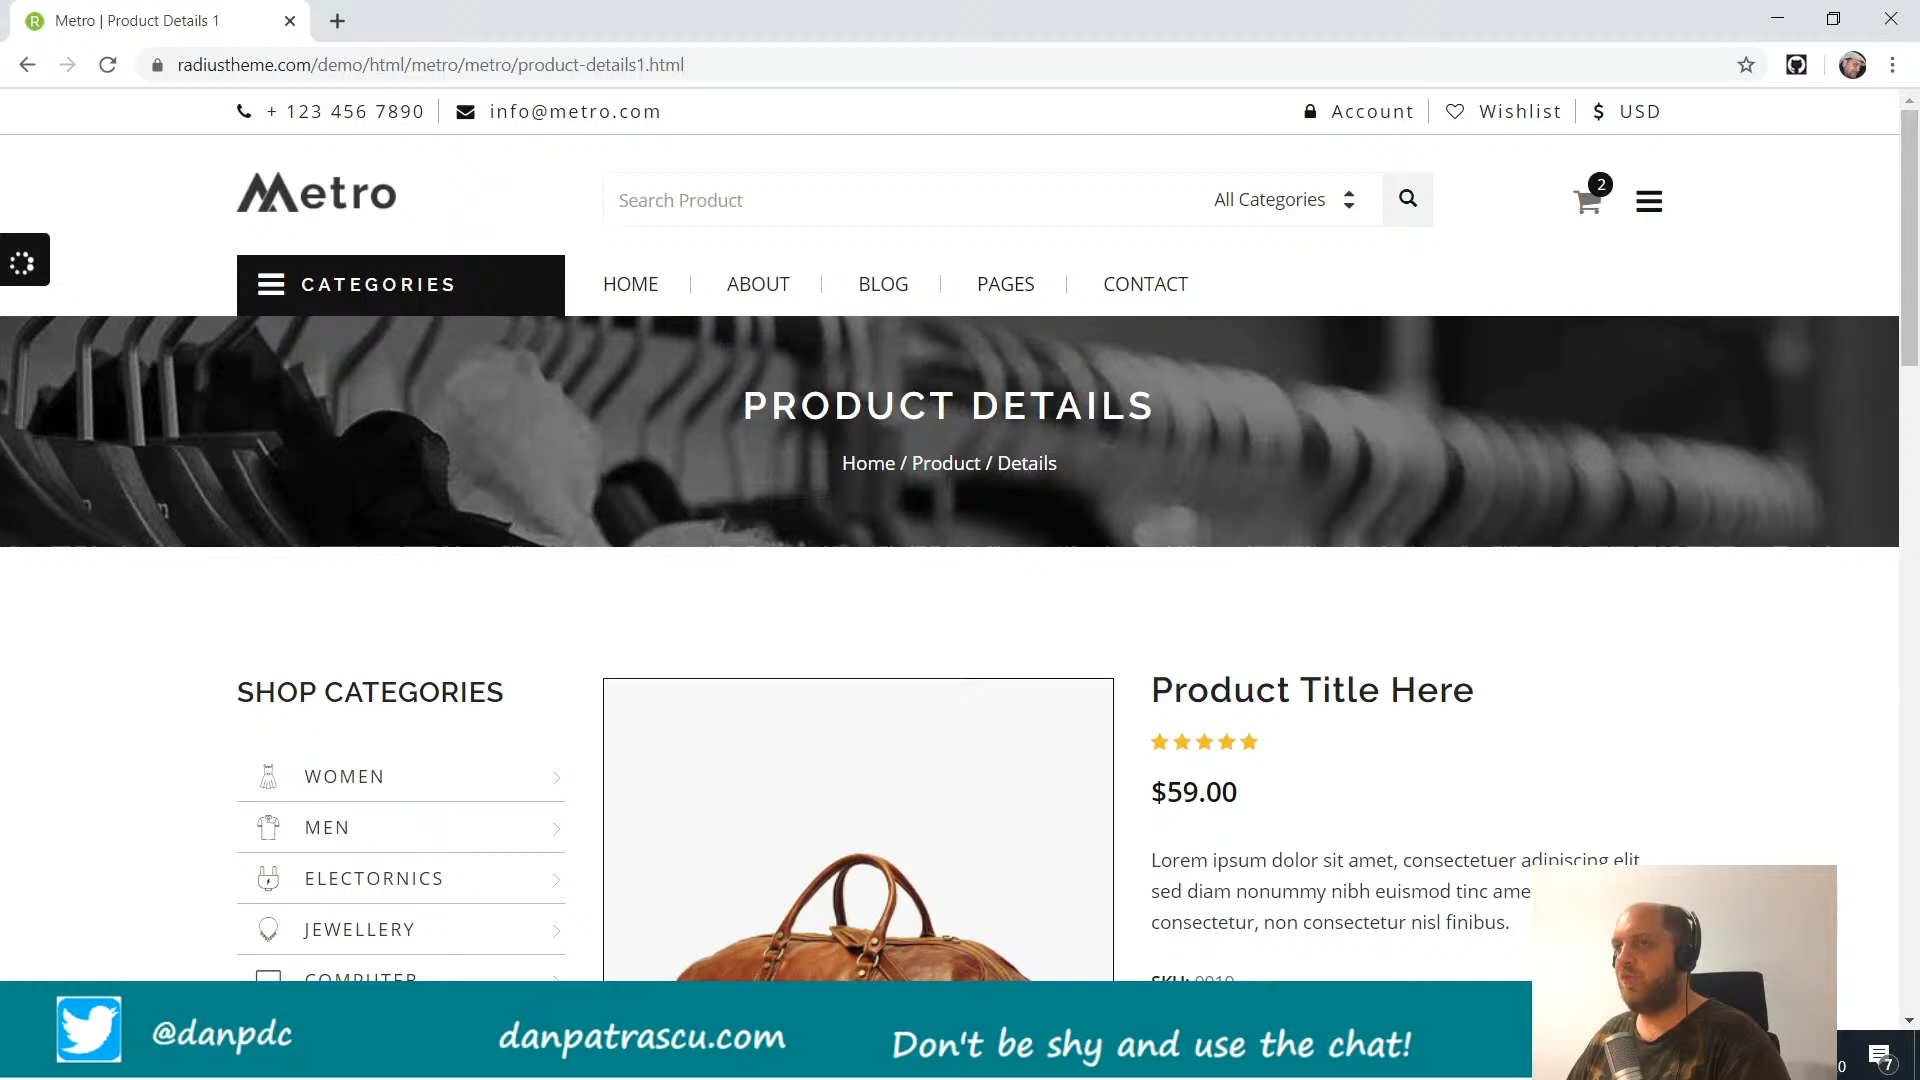 Metro | Product Details 1
radiustheme.com/demo/html/metro/metro/product-details1.html
+ 123 456 7890
info@metro.com
Account
Wishlist
$ USD
Metro
Search Product
All Categories
2
CATEGORIES
HOME
ABOUT
BLOG
PAGES
CONTACT
PRODUCT DETAILS
Home / Product / Details
SHOP CATEGORIES
WOMEN
MEN
ELECTORNICS
JEWELLERY
COMPUTER
Product Title Here
$59.00
Lorem ipsum dolor sit amet, consectetuer adipiscing elit
sed diam nonummy nibh euismod tinc ame
consectetur, non consectetur nisl finibus.
SKU: 0010
@danpdc
danpatrascu.com
Don't be shy and use the chat!
0
7